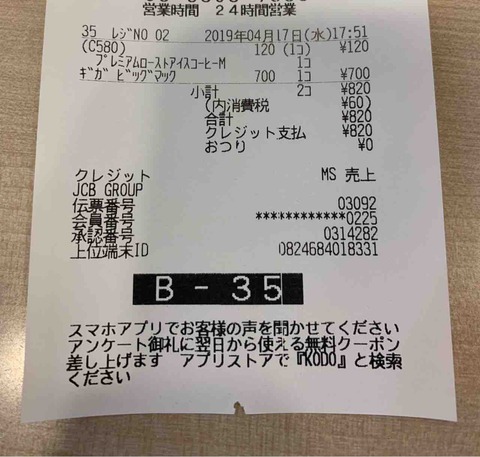 営業時間 24時間営業
35 レジNO 02 2019年04月17日(水)17:51
(C580) 120 (1コ) ¥120
プレミアムローストアイスコーヒーM 1コ
ギガ ビッグマック 700 1コ ¥700
小計 2コ ¥820
(内消費税 ¥60)
合計 ¥820
クレジット支払 ¥820
おつり ¥0
クレジット MS 売上
JCB GROUP
伝票番号 03092
会員番号 ************0225
承認番号 0314282
上位端末ID 0824684018331
B - 35
スマホアプリでお客様の声を聞かせてください
アンケート御礼に翌日から使える無料クーポン
差し上げます アプリストアで『KODO』と検索
ください